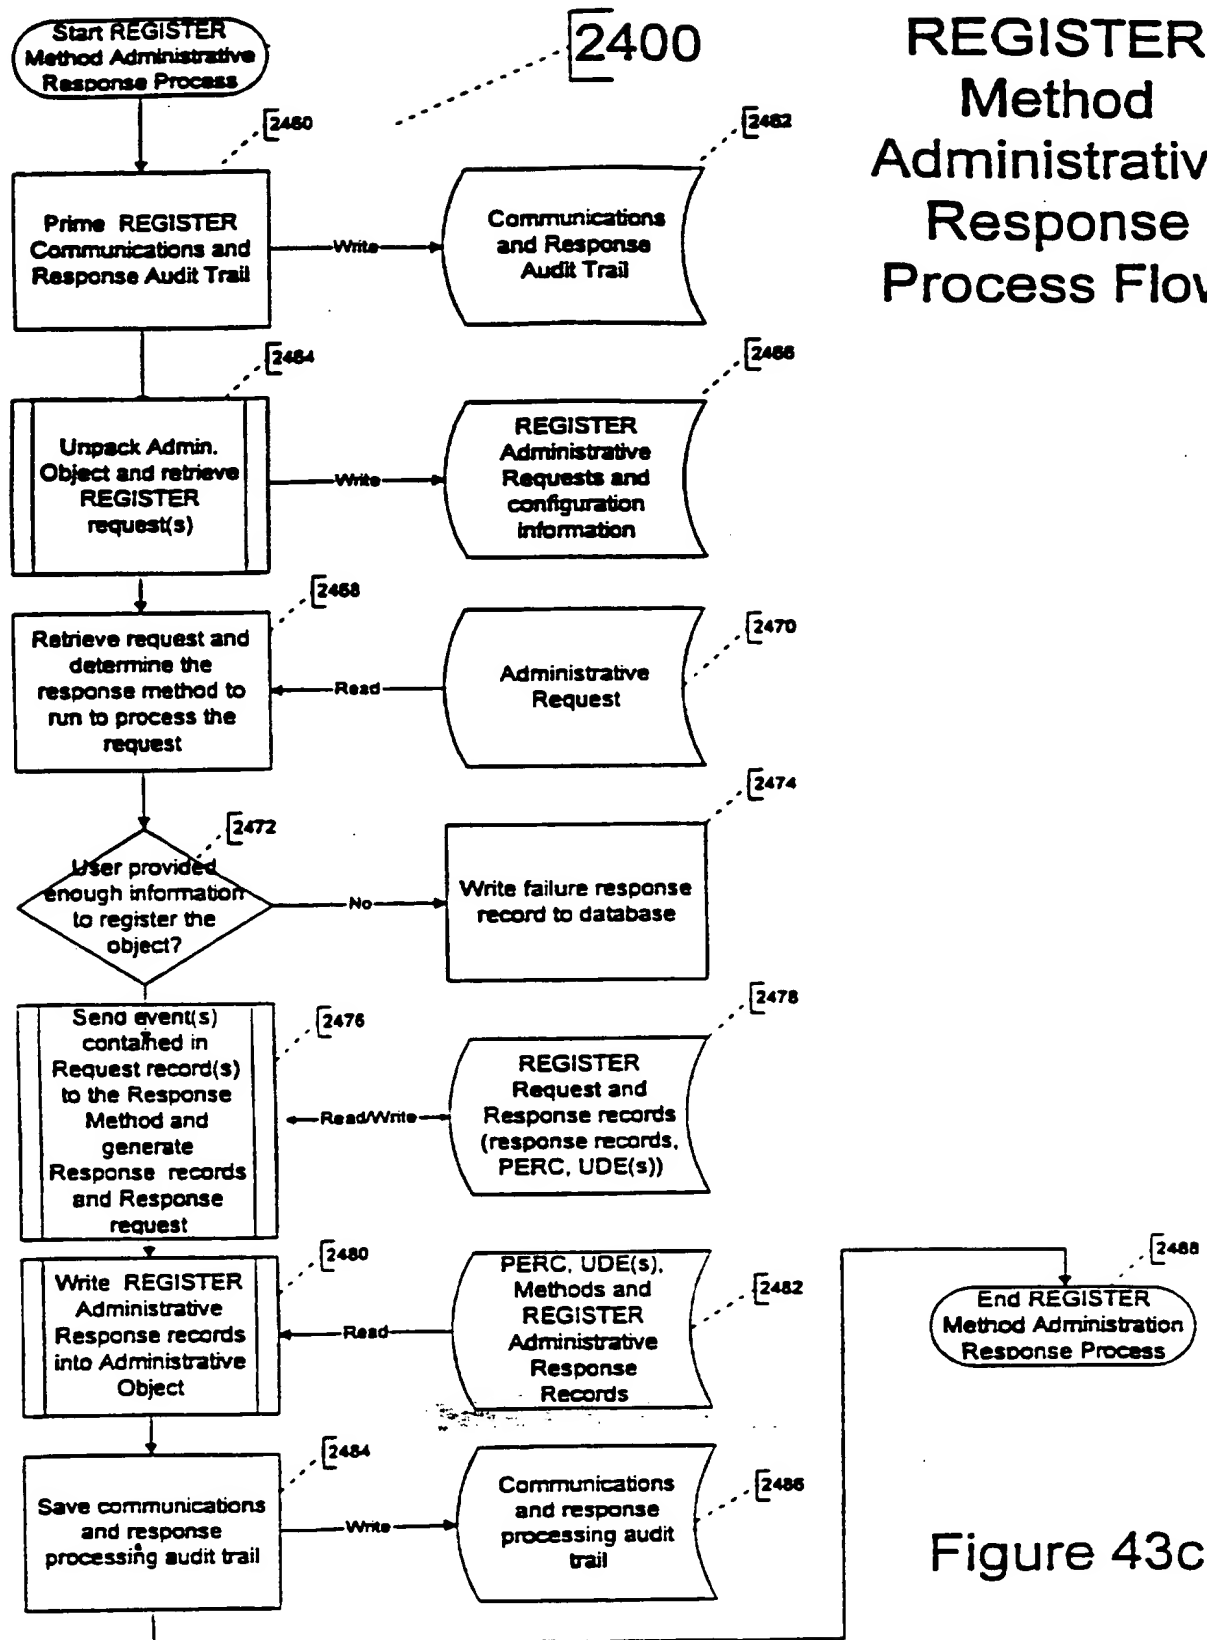 Start REGISTER
Method Administrative
Response Process
2400
REGISTER
Method
Administrativ
Response
Process Flow
2460
2462
Prime REGISTER
Communications and
Response Audit Trail
Write
Communications
and Response
Audit Trail
2464
2466
Unpack Admin.
Object and retrieve
REGISTER
request(s)
Write
REGISTER
Administrative
Requests and
configuration
information
2468
2470
Retrieve request and
determine the
response method to
run to process the
request
Read
Administrative
Request
2472
2474
User provided
enough information
to register the
object?
No
Write failure response
record to database
2476
2478
Send event(s)
contained in
Request record(s)
to the Response
Method and
generate
Response records
and Response
request
Read/Write
REGISTER
Request and
Response records
(response records,
PERC, UDE(s))
2480
2482
Write REGISTER
Administrative
Response records
into Administrative
Object
Read
PERC, UDE(s),
Methods and
REGISTER
Administrative
Response
Records
2488
End REGISTER
Method Administration
Response Process
2484
2486
Save communications
and response
processing audit trail
Write
Communications
and response
processing audit
trail
Figure 43c